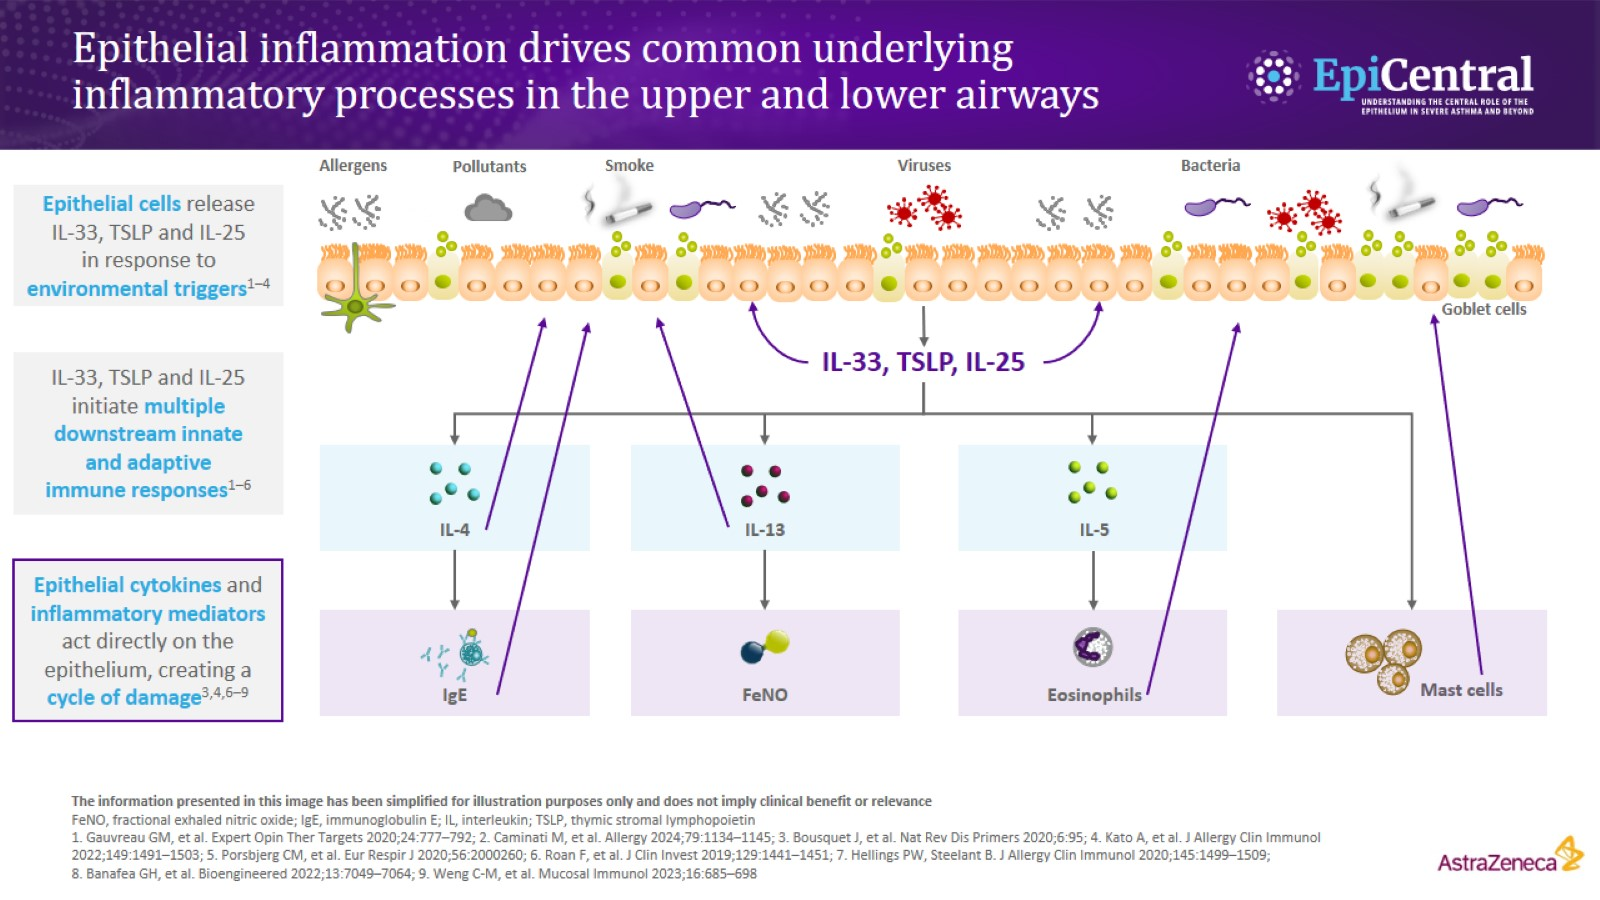 Epithelial inflammation drives common underlying
inflammatory processes in the upper and lower airways
EpiCentral
UNDERSTANDING THE CENTRAL ROLE OF THE
EPITHELIUM IN SEVERE ASTHMA AND BEYOND
Allergens
Pollutants
Smoke
Viruses
Bacteria
Epithelial cells release
IL-33, TSLP and IL-25
in response to
environmental triggers1–4
Goblet cells
IL-33, TSLP, IL-25
IL-33, TSLP and IL-25
initiate multiple
downstream innate
and adaptive
immune responses1–6
IL-4
IL-13
IL-5
Epithelial cytokines and
inflammatory mediators
act directly on the
epithelium, creating a
cycle of damage3,4,6–9
IgE
FeNO
Eosinophils
Mast cells
The information presented in this image has been simplified for illustration purposes only and does not imply clinical benefit or relevance
FeNO, fractional exhaled nitric oxide; IgE, immunoglobulin E; IL, interleukin; TSLP, thymic stromal lymphopoietin
1. Gauvreau GM, et al. Expert Opin Ther Targets 2020;24:777–792; 2. Caminati M, et al. Allergy 2024;79:1134–1145; 3. Bousquet J, et al. Nat Rev Dis Primers 2020;6:95; 4. Kato A, et al. J Allergy Clin Immunol
2022;149:1491–1503; 5. Porsbjerg CM, et al. Eur Respir J 2020;56:2000260; 6. Roan F, et al. J Clin Invest 2019;129:1441–1451; 7. Hellings PW, Steelant B. J Allergy Clin Immunol 2020;145:1499–1509;
8. Banafea GH, et al. Bioengineered 2022;13:7049–7064; 9. Weng C-M, et al. Mucosal Immunol 2023;16:685–698
AstraZeneca